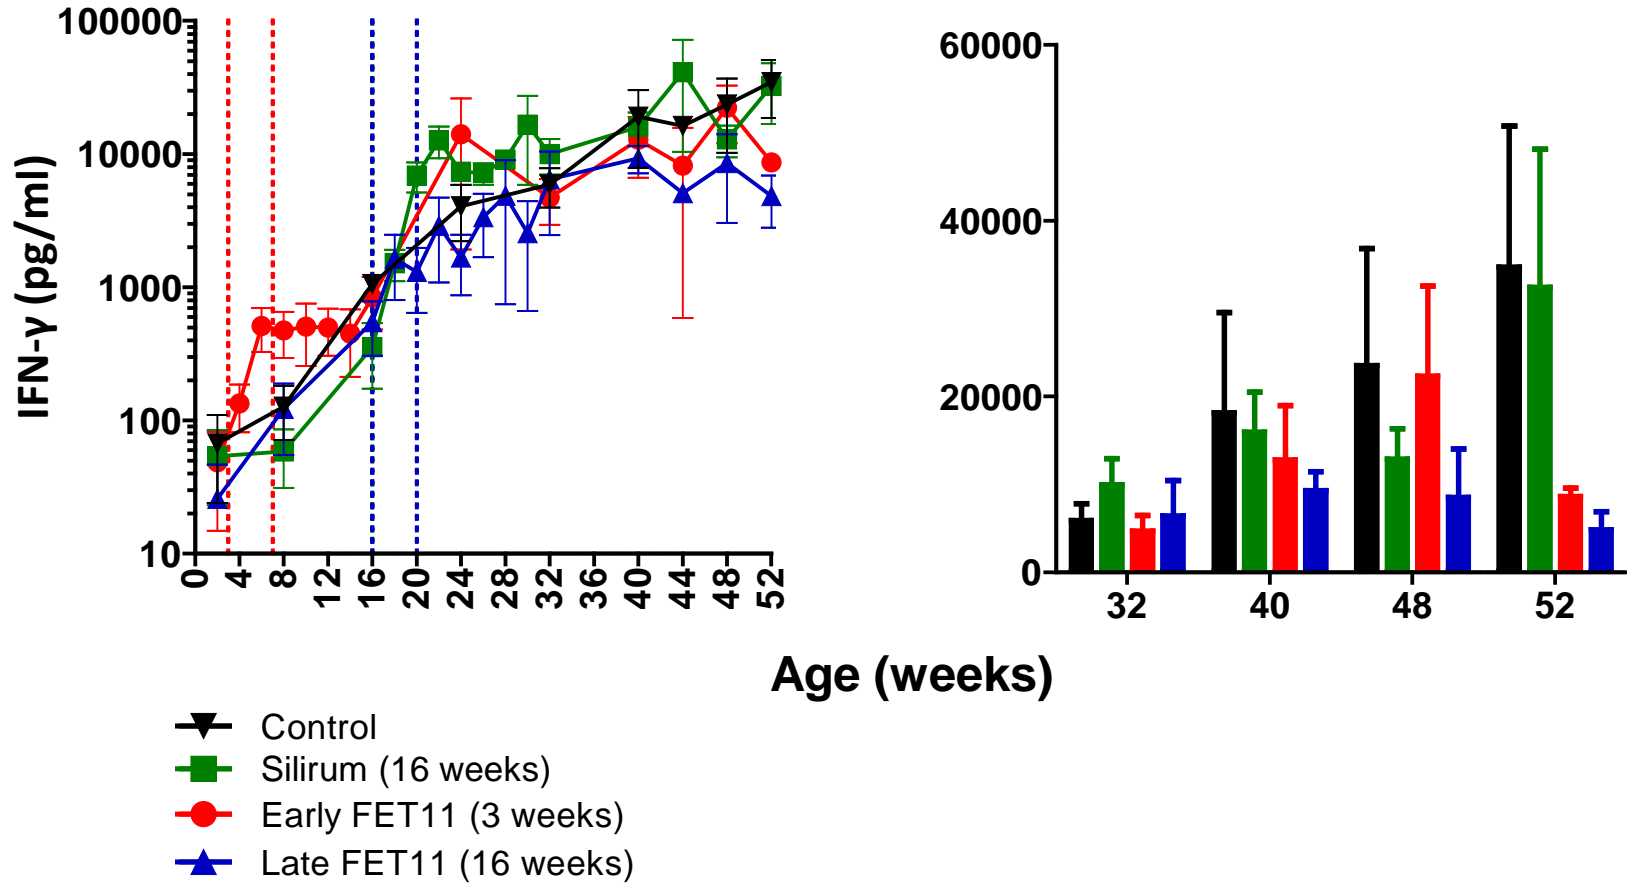 100000
10000
1000
100
10
IFN-γ (pg/ml)
0 4 8 12 16 20 24 28 32 36 40 44 48 52
60000
40000
20000
0
32 40 48 52
Age (weeks)
Control
Silirum (16 weeks)
Early FET11 (3 weeks)
Late FET11 (16 weeks)